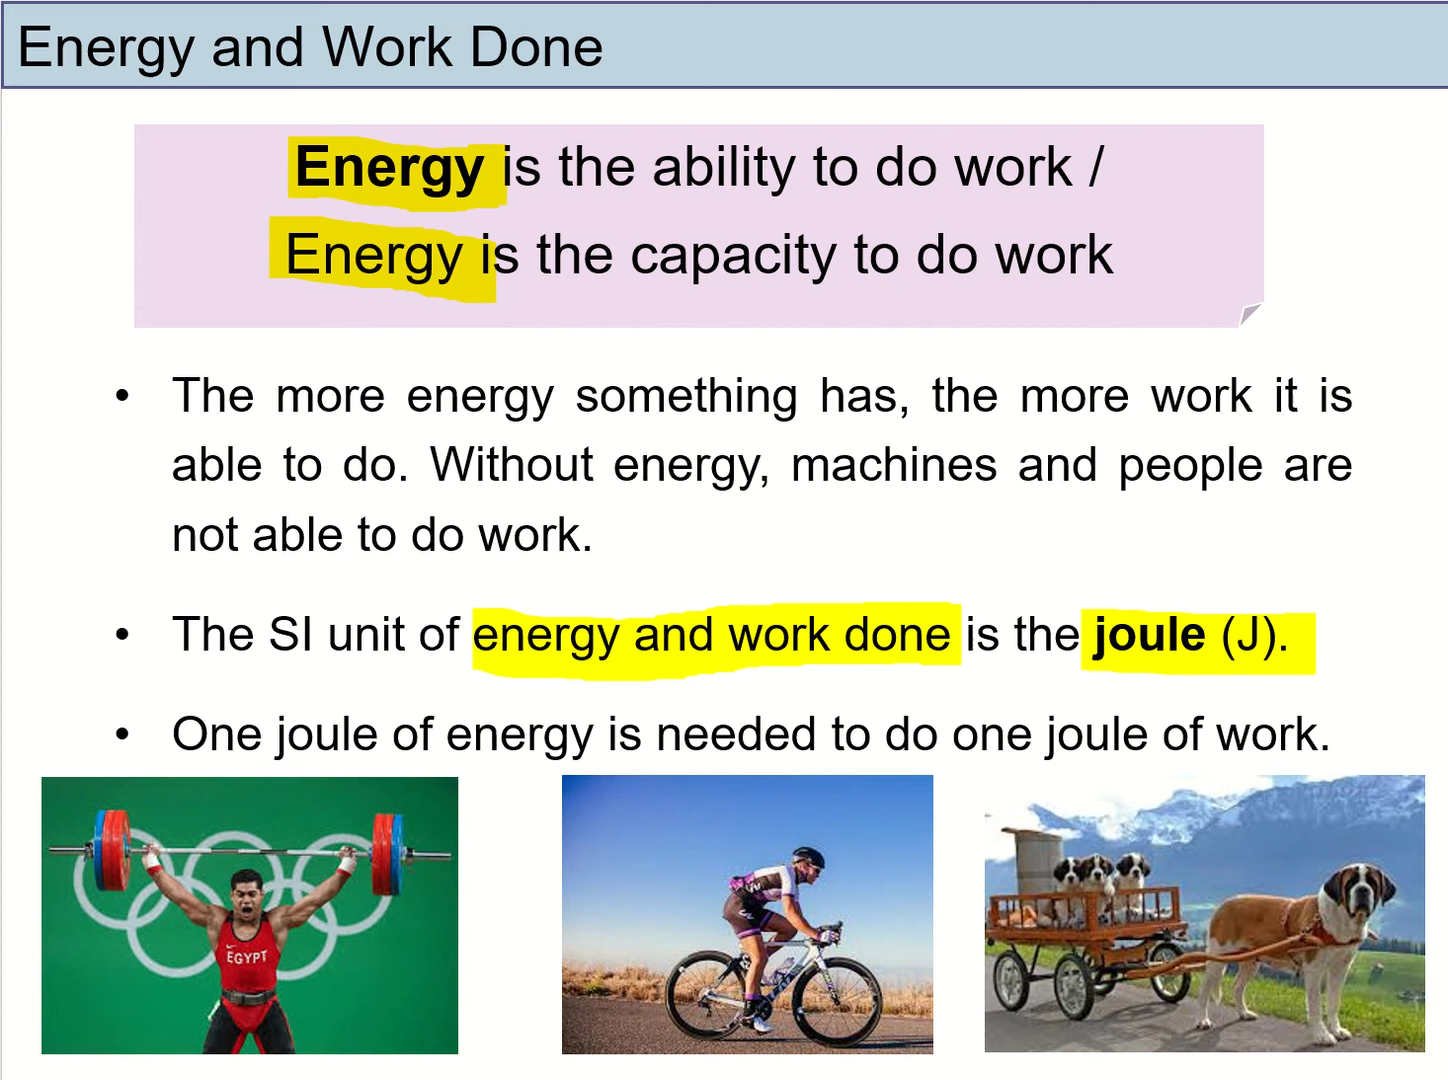 Energy and Work Done
Energy is the ability to do work /
Energy is the capacity to do work
• The more energy something has, the more work it is
able to do. Without energy, machines and people are
not able to do work.
• The SI unit of energy and work done is the joule (J).
• One joule of energy is needed to do one joule of work.
EGYPT